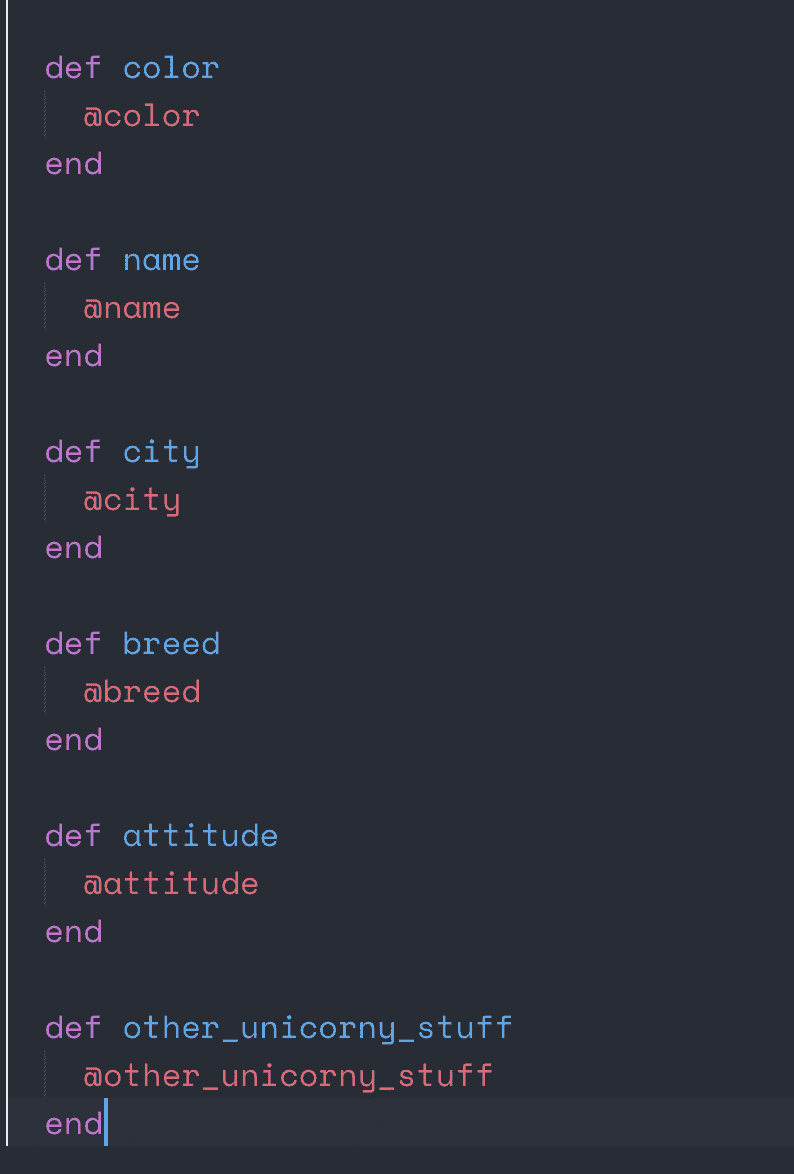 def color
  @color
end
def name
  @name
end
def city
  @city
end
def breed
  @breed
end
def attitude
  @attitude
end
def other_unicorny_stuff
  @other_unicorny_stuff
end